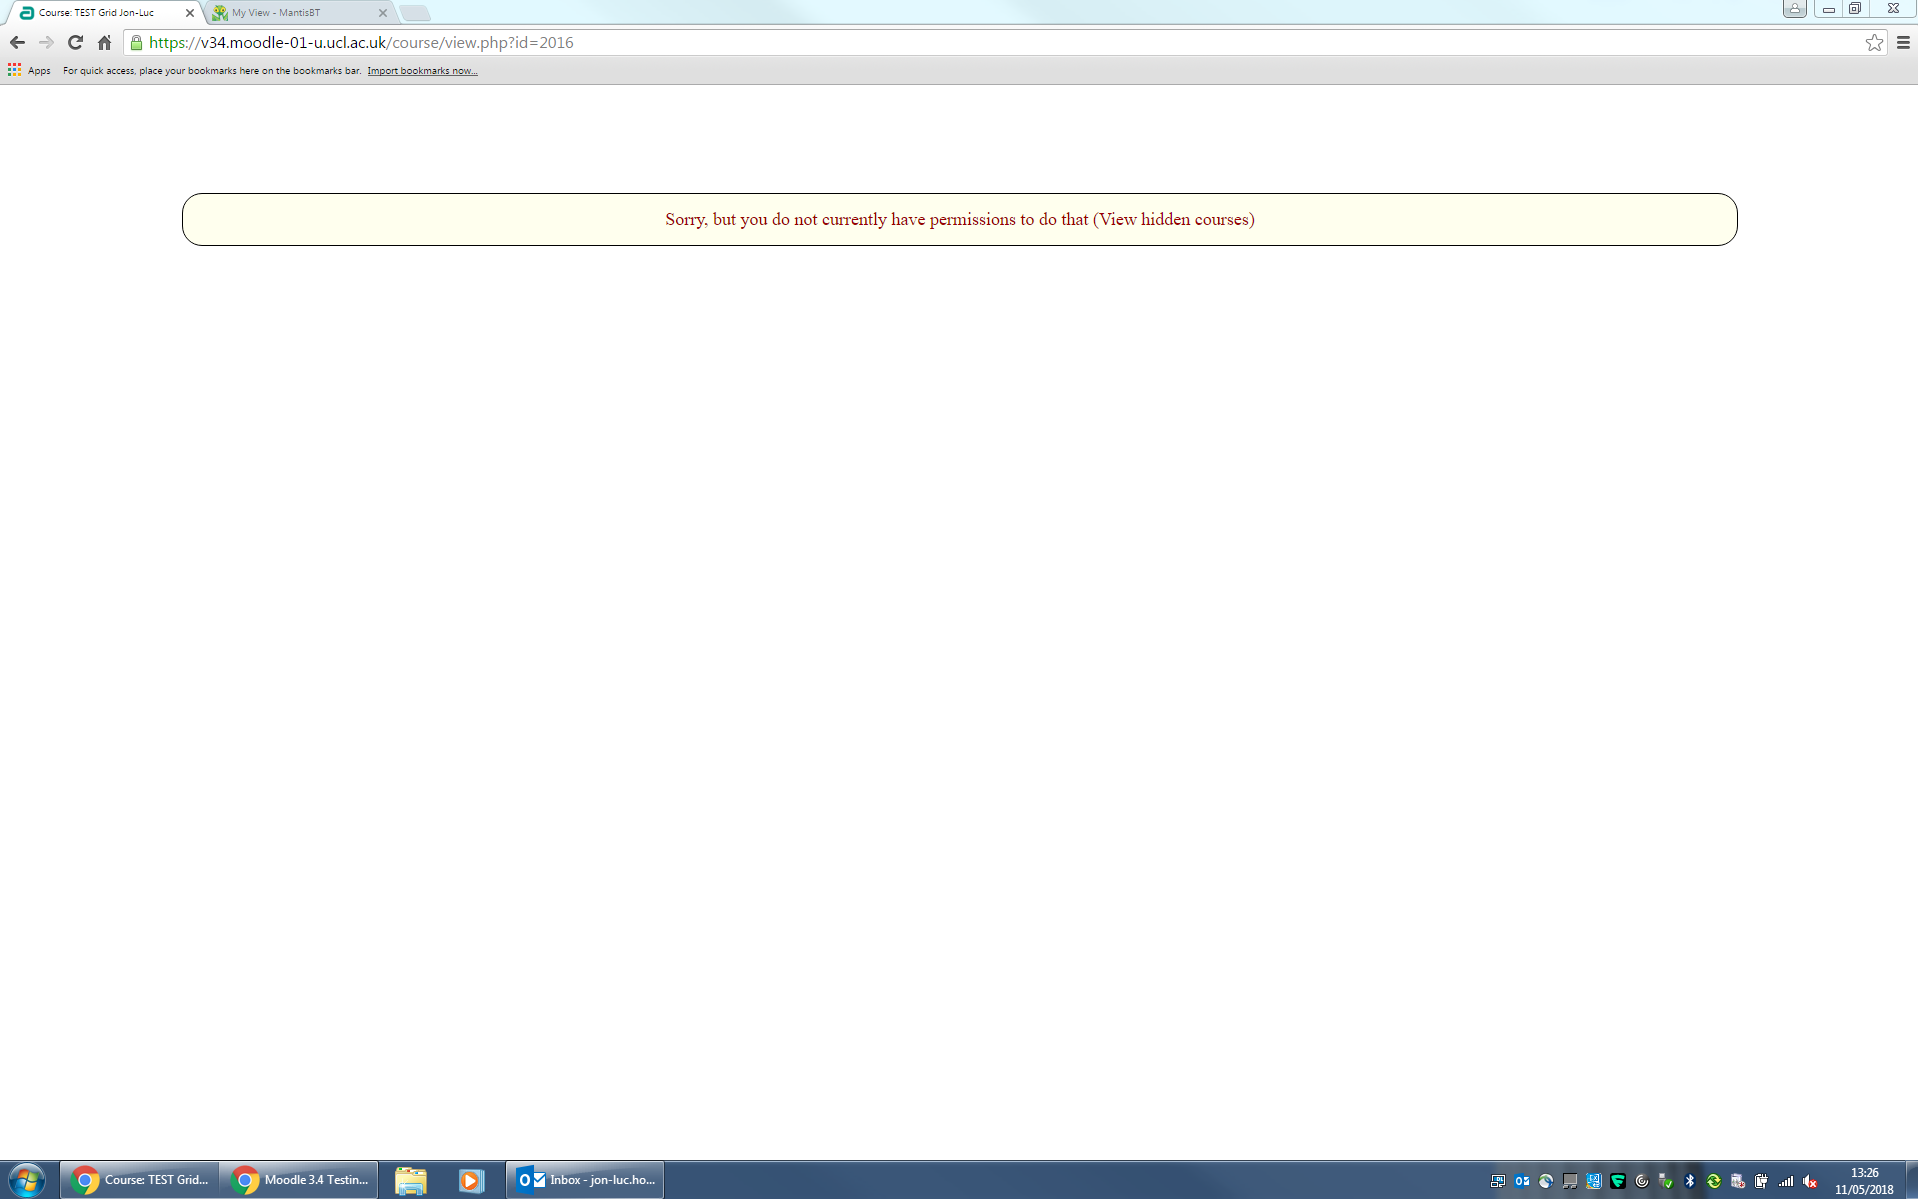 Course: TEST Grid Jon-Luc
My View - MantisBT
https://v34.moodle-01-u.ucl.ac.uk/course/view.php?id=2016
Apps For quick access, place your bookmarks here on the bookmarks bar. Import bookmarks now...
Sorry, but you do not currently have permissions to do that (View hidden courses)
Course: TEST Grid...
Moodle 3.4 Testin...
Inbox - jon-luc.ho...
13:26
11/05/2018